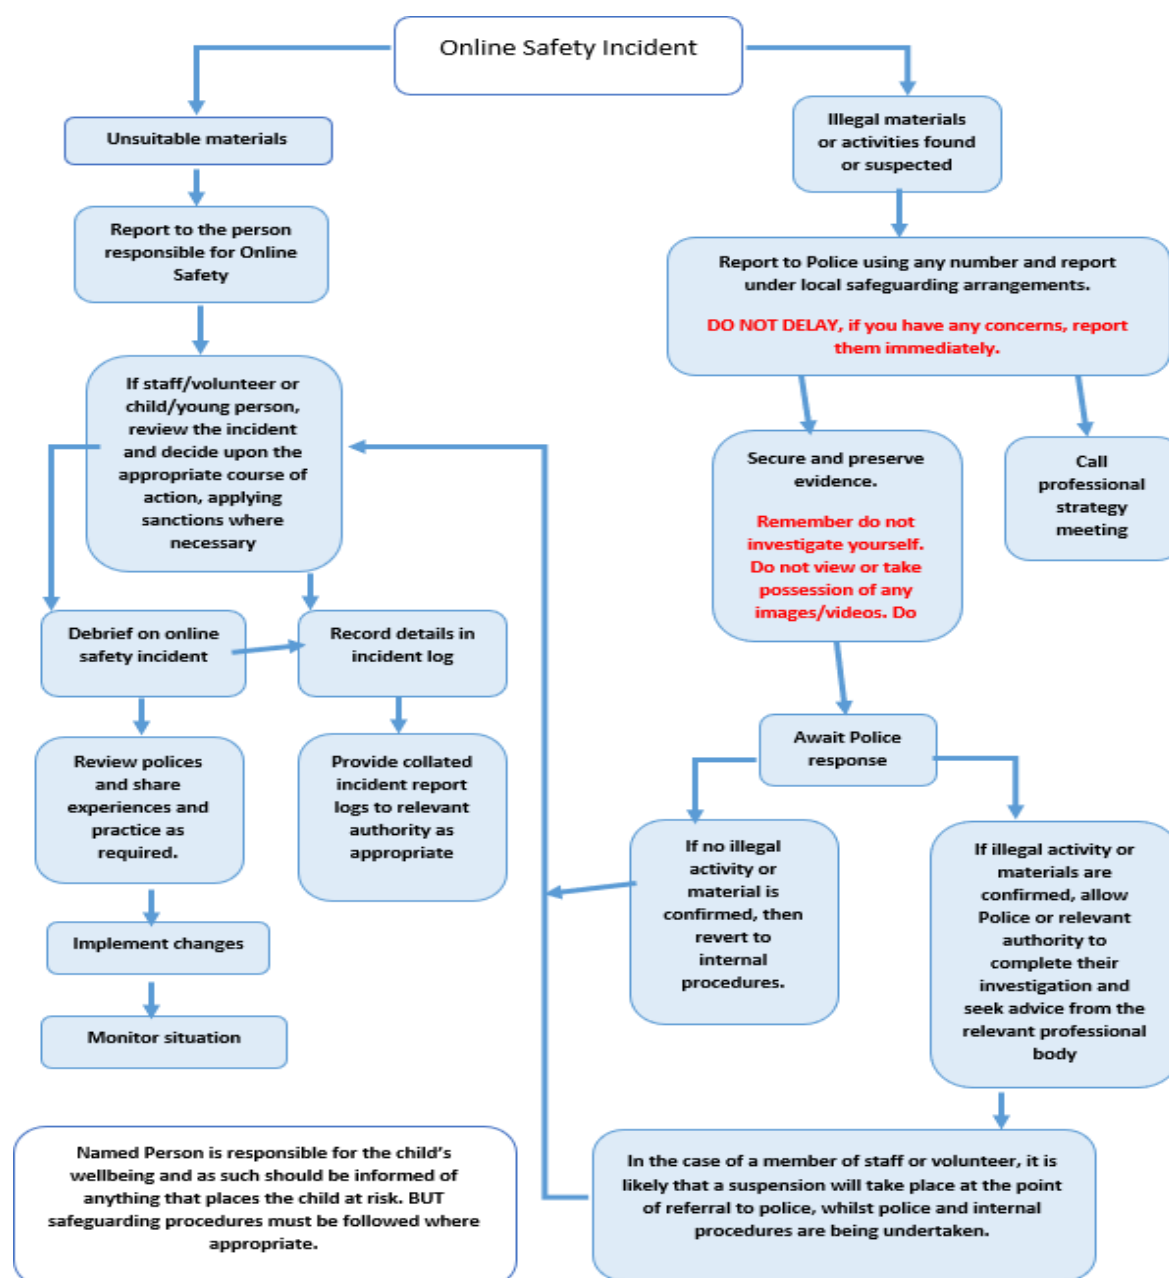 Online Safety Incident
Unsuitable materials
Illegal materials
or activities found
or suspected
Report to the person
responsible for Online
Safety
Report to Police using any number and report
under local safeguarding arrangements.
DO NOT DELAY, if you have any concerns, report
them immediately.
If staff/volunteer or
child/young person,
review the incident
and decide upon the
appropriate course of
action, applying
sanctions where
necessary
Secure and preserve
evidence.
Remember do not
investigate yourself.
Do not view or take
possession of any
images/videos. Do
Call
professional
strategy
meeting
Debrief on online
safety incident
Record details in
incident log
Review polices
and share
experiences and
practice as
required.
Provide collated
incident report
logs to relevant
authority as
appropriate
Await Police
response
If no illegal
activity or
material is
confirmed, then
revert to
internal
procedures.
If illegal activity or
materials are
confirmed, allow
Police or relevant
authority to
complete their
investigation and
seek advice from the
relevant professional
body
Implement changes
Monitor situation
Named Person is responsible for the child’s
wellbeing and as such should be informed of
anything that places the child at risk. BUT
safeguarding procedures must be followed where
appropriate.
In the case of a member of staff or volunteer, it is
likely that a suspension will take place at the point
of referral to police, whilst police and internal
procedures are being undertaken.